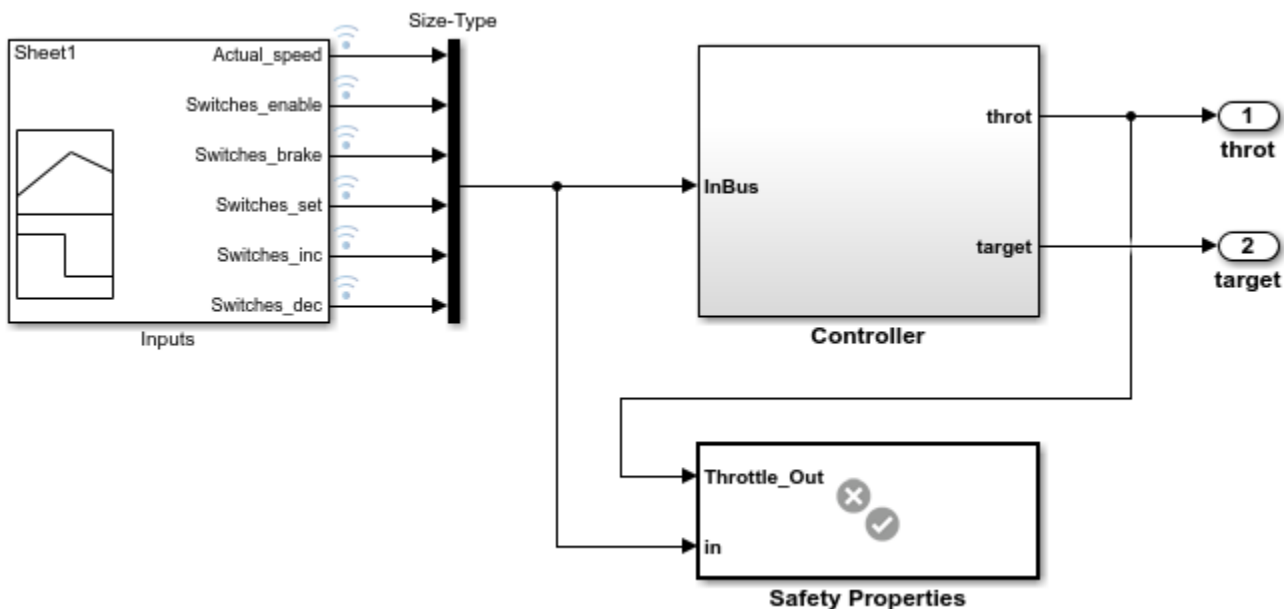 Size-Type
Sheet1
Actual_speed
Switches_enable
Switches_brake
Switches_set
Switches_inc
Switches_dec
Inputs
InBus
throt
target
Controller
1
throt
2
target
Throttle_Out
in
Safety Properties